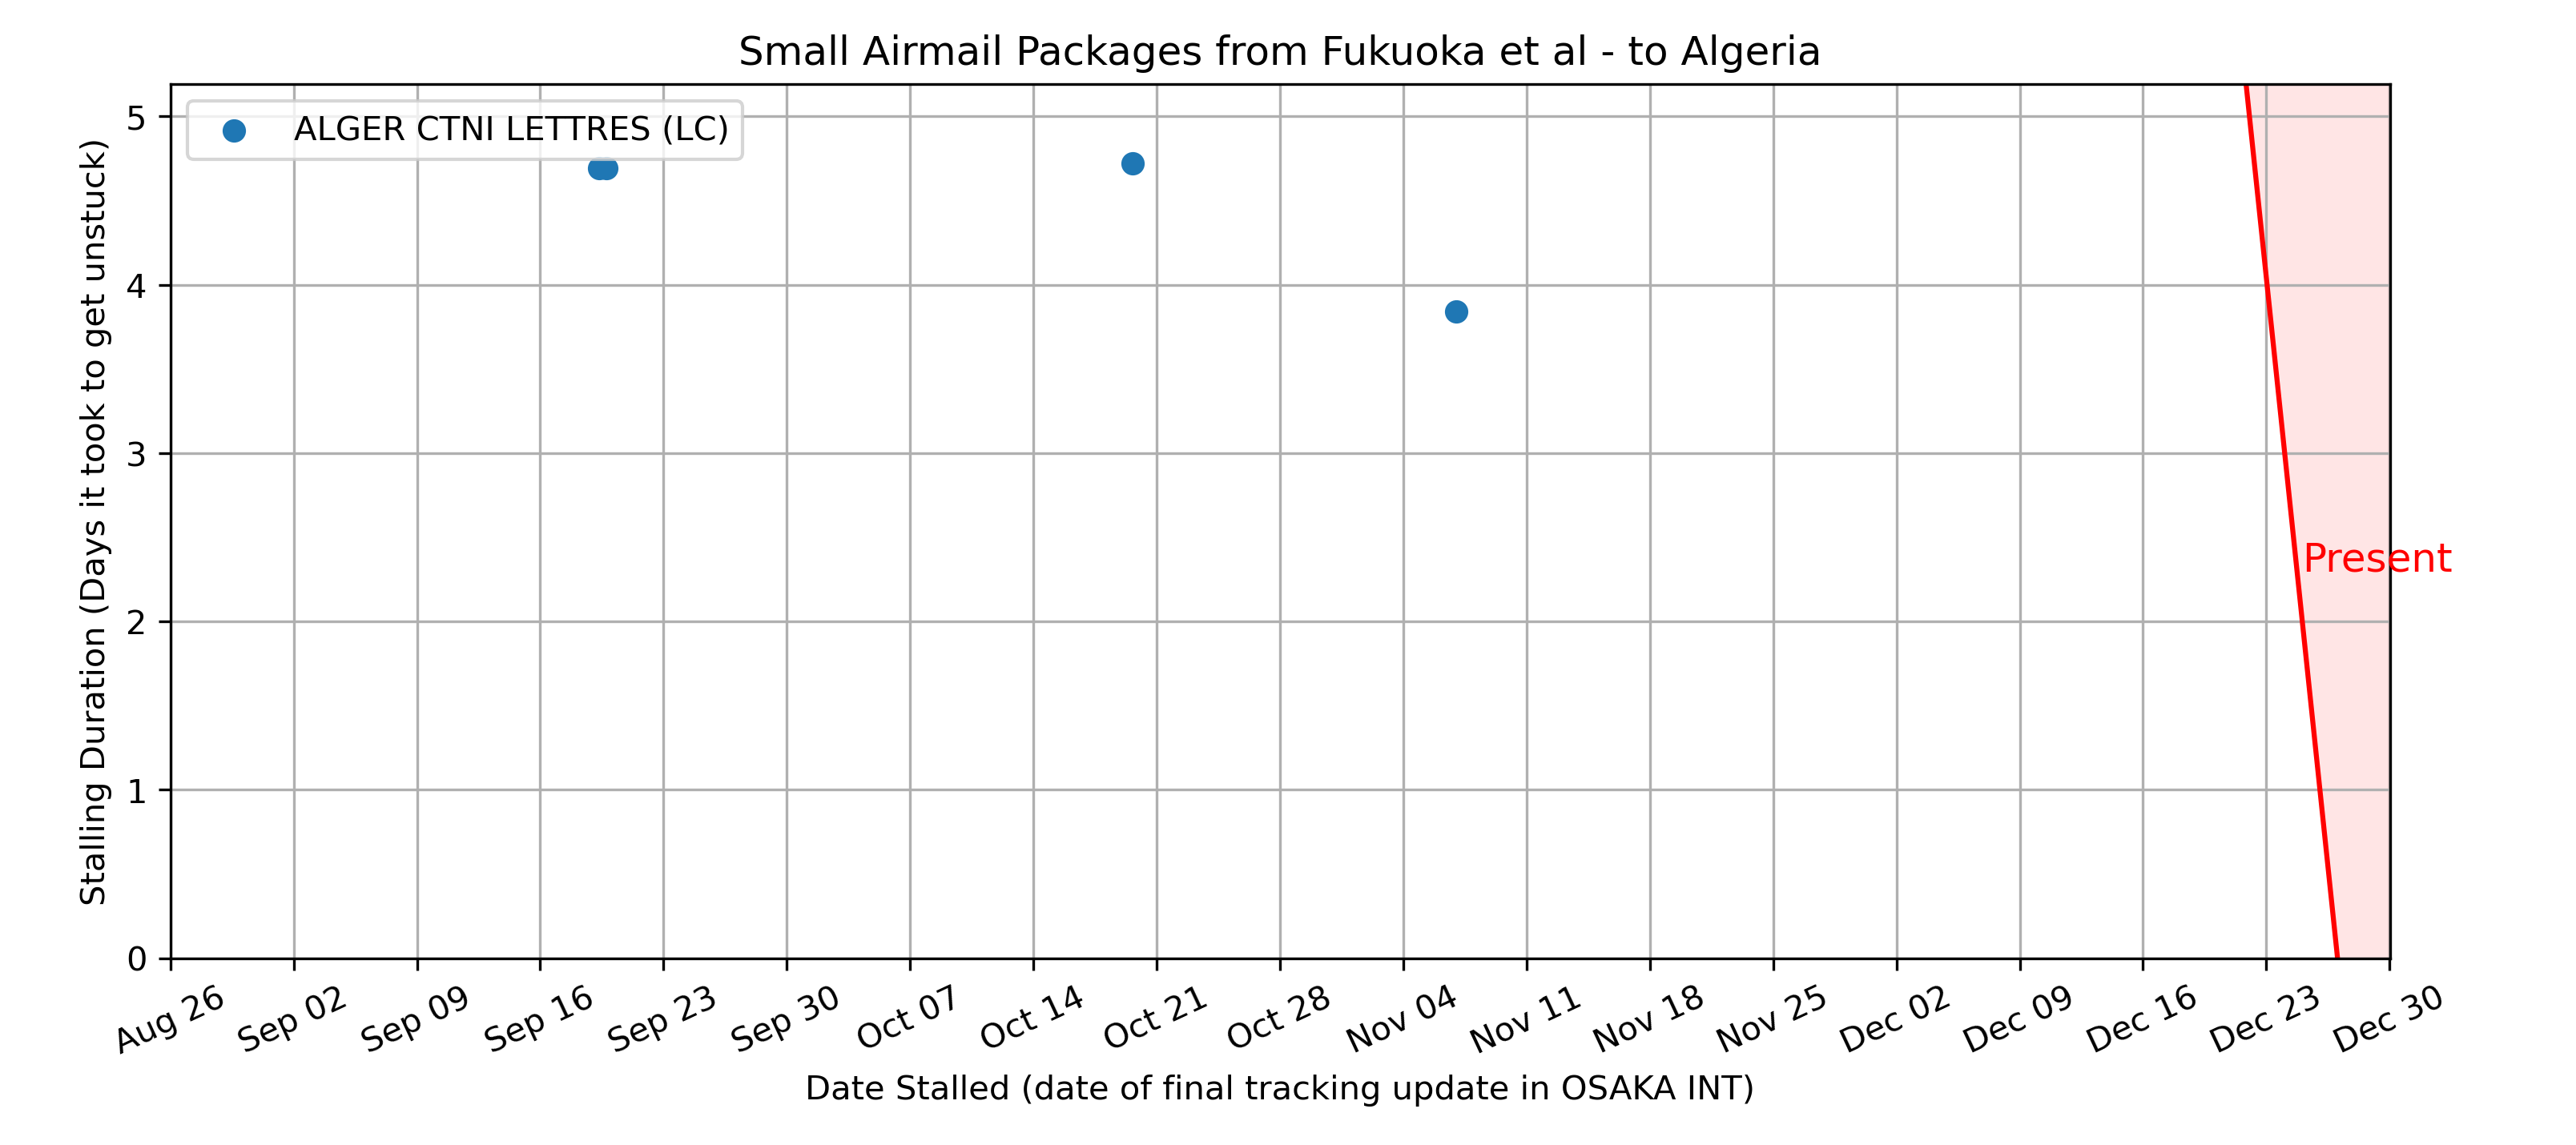 Small Airmail Packages from Fukuoka et al - to Algeria
ALGER CTNI LETTRES (LC)
Stalling Duration (Days it took to get unstuck)
5
4
3
2
1
0
Present
Aug 26 Sep 02 Sep 09 Sep 16 Sep 23 Sep 30 Oct 07 Oct 14 Oct 21 Oct 28 Nov 04 Nov 11 Nov 18 Nov 25 Dec 02 Dec 09 Dec 16 Dec 23 Dec 30
Date Stalled (date of final tracking update in OSAKA INT)